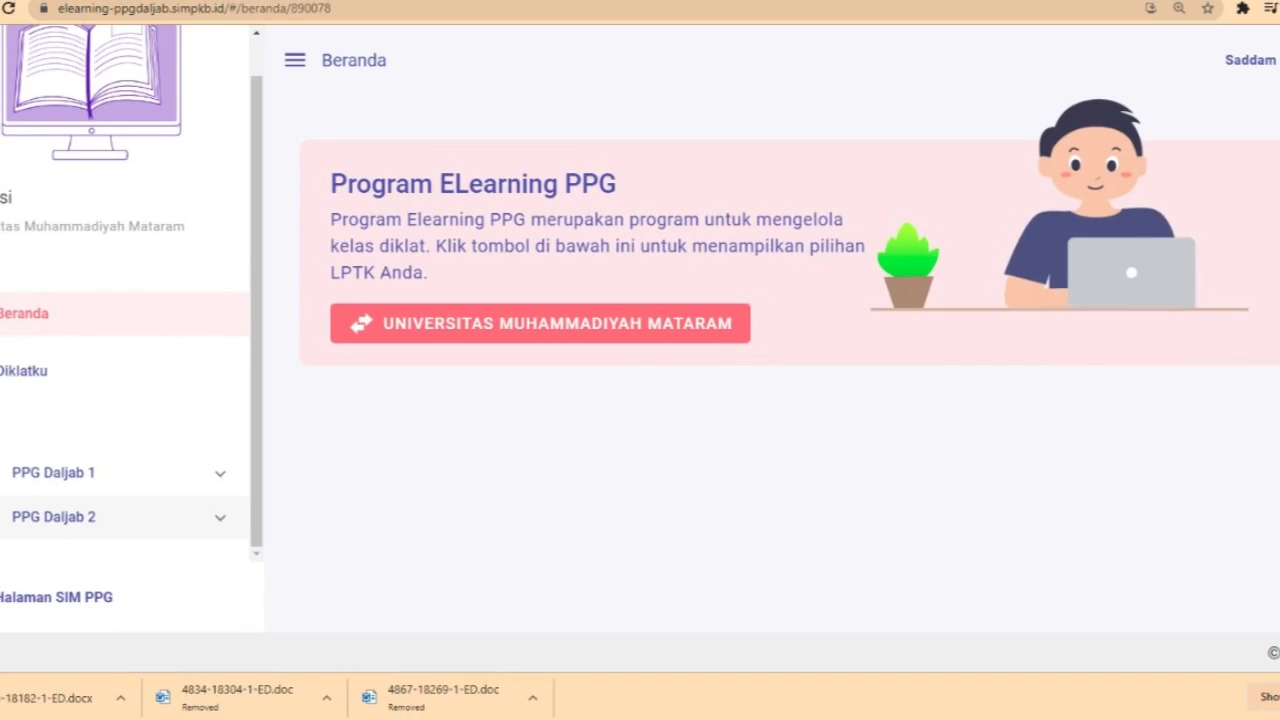 elearning-ppgdaljab.simpkb.id/#/beranda/890078
si
tas Muhammadiyah Mataram
Beranda
Diklatku
PPG Daljab 1
PPG Daljab 2
Halaman SIM PPG
Beranda
Saddam
Program ELearning PPG
Program Elearning PPG merupakan program untuk mengelola
kelas diklat. Klik tombol di bawah ini untuk menampilkan pilihan
LPTK Anda.
UNIVERSITAS MUHAMMADIYAH MATARAM
©
-18182-1-ED.docx
4834-18304-1-ED.doc
Removed
4867-18269-1-ED.doc
Removed
Sho